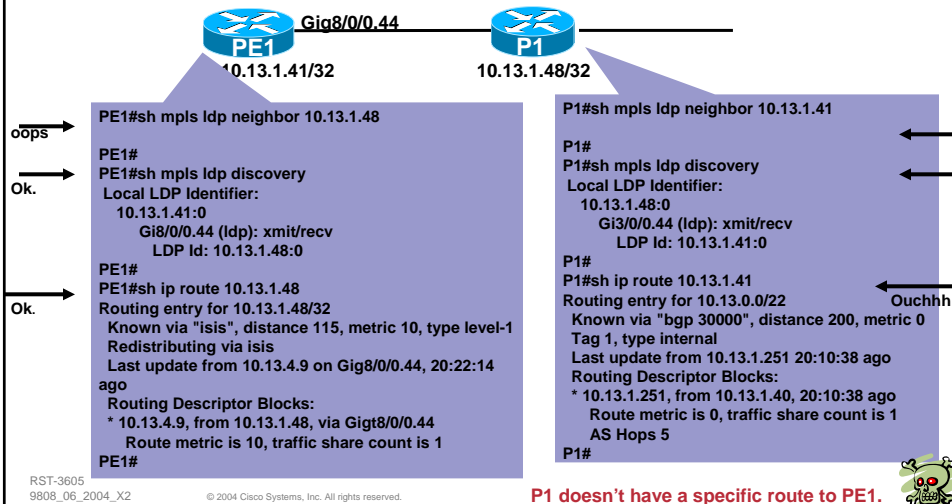 Gig8/0/0.44
PE1
P1
10.13.1.41/32
10.13.1.48/32
oops
Ok.
Ok.
PE1#sh mpls ldp neighbor 10.13.1.48
PE1#
PE1#sh mpls ldp discovery
Local LDP Identifier:
10.13.1.41:0
Gi8/0/0.44 (ldp): xmit/recv
LDP Id: 10.13.1.48:0
PE1#
PE1#sh ip route 10.13.1.48
Routing entry for 10.13.1.48/32
Known via "isis", distance 115, metric 10, type level-1
Redistributing via isis
Last update from 10.13.4.9 on Gig8/0/0.44, 20:22:14
ago
Routing Descriptor Blocks:
* 10.13.4.9, from 10.13.1.48, via Gigt8/0/0.44
Route metric is 10, traffic share count is 1
PE1#
P1#sh mpls ldp neighbor 10.13.1.41
P1#
P1#sh mpls ldp discovery
Local LDP Identifier:
10.13.1.48:0
Gi3/0/0.44 (ldp): xmit/recv
LDP Id: 10.13.1.41:0
P1#
P1#sh ip route 10.13.1.41
Routing entry for 10.13.0.0/22
Known via "bgp 30000", distance 200, metric 0
Tag 1, type internal
Last update from 10.13.1.251 20:10:38 ago
Routing Descriptor Blocks:
* 10.13.1.251, from 10.13.1.40, 20:10:38 ago
Route metric is 0, traffic share count is 1
AS Hops 5
P1#
Ouchhh
RST-3605
9808_06_2004_X2
© 2004 Cisco Systems, Inc. All rights reserved.
P1 doesn't have a specific route to PE1.